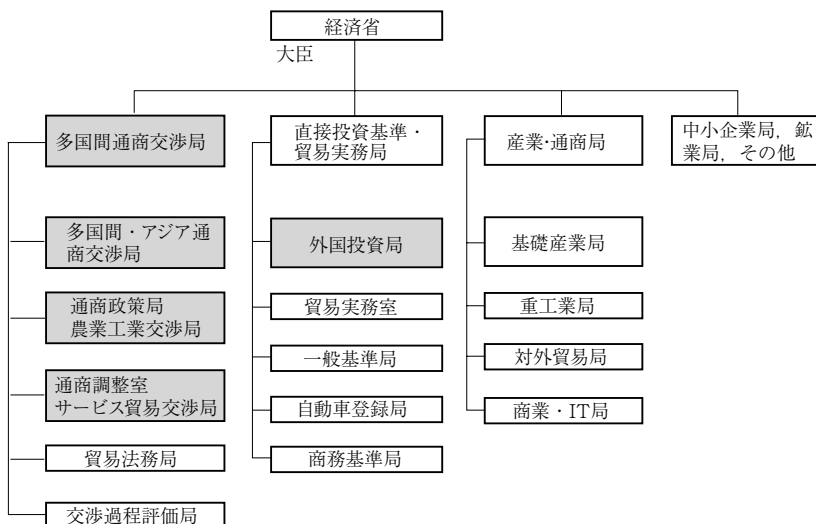 経済省
大臣
多国間通商交渉局
多国間・アジア通
商交渉局
通商政策局
農業工業交渉局
通商調整室
サービス貿易交渉局
貿易法務局
交渉過程評価局
直接投資基準・
貿易実務局
外国投資局
貿易実務室
一般基準局
自動車登録局
商務基準局
産業・通商局
基礎産業局
重工業局
対外貿易局
商業・IT局
中小企業局，鉱
業局，その他